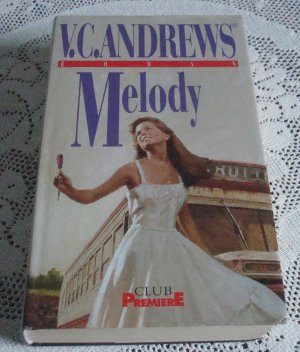 V.C. ANDREWS®
ROMAN
Melody
CLUB
PREMIERE